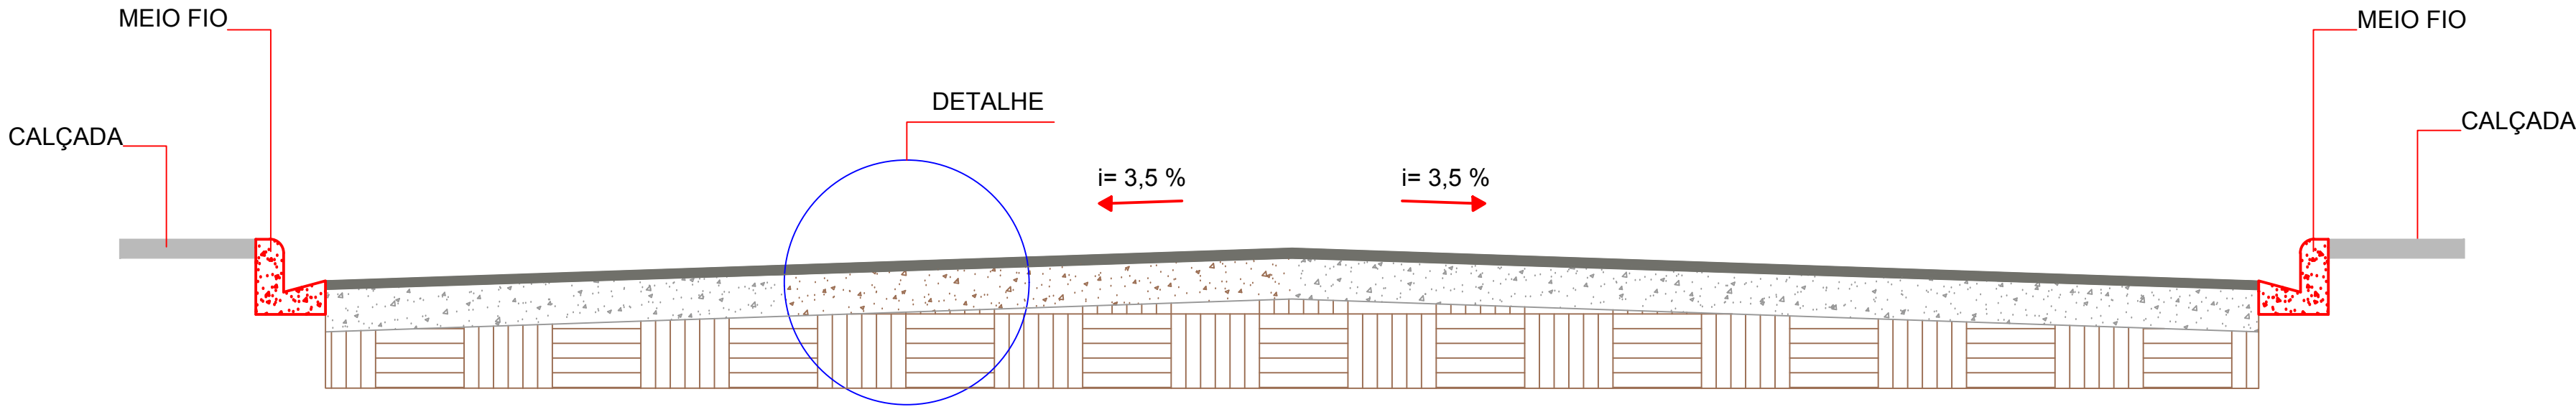 MEIO FIO
MEIO FIO
DETALHE
CALÇADA
CALÇADA
i= 3,5 %
i= 3,5 %